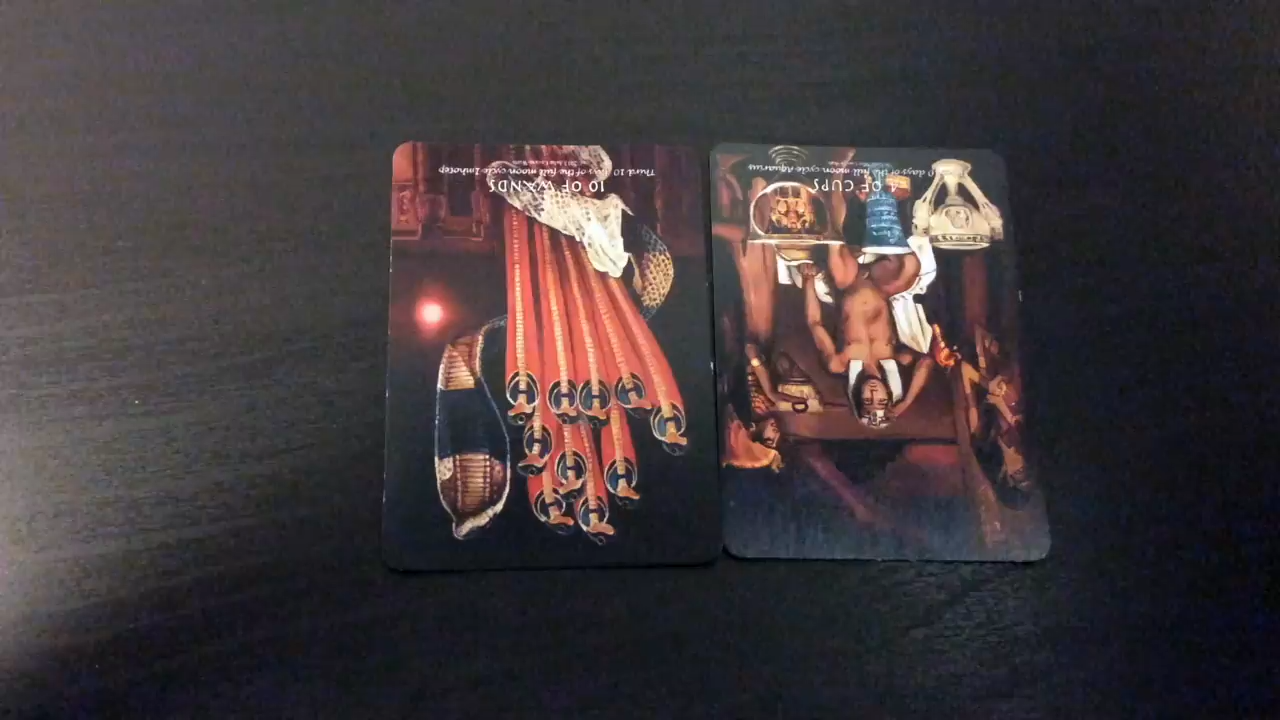 10 OF WANDS
Third 10 days of the full moon cycle Imhotep
4 OF CUPS
days of the full moon cycle Aquarius